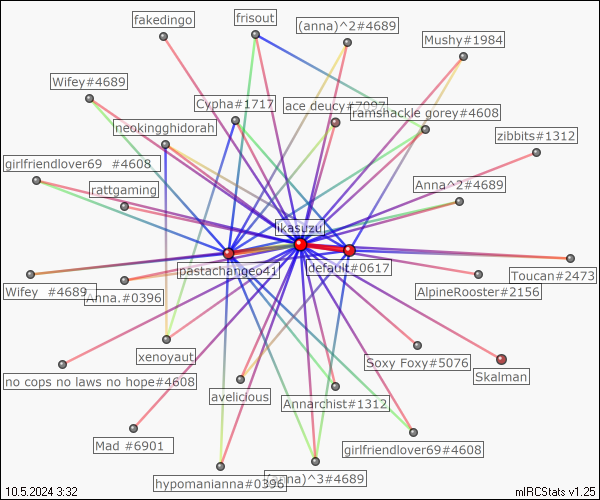 fakedingo
frisout
(anna)^2#4689
Mushy#1984
Wifey#4689
Cypha#1717
ace deucy#7097
ramshackle gorey#4608
neokingghidorah
zibbits#1312
girlfriendlover69 #4608
rattgaming
Anna^2#4689
ikasuzu
pastachangeo41
default#0617
Toucan#2473
Wifey #4689
Anna.#0396
AlpineRooster#2156
xenoyaut
Soxy Foxy#5076
Skalman
no cops no laws no hope#4608
avelicious
Annarchist#1312
Mad #6901
girlfriendlover69#4608
hypomanianna#0396
(anna)^3#4689
10.5.2024 3:32
mIRCStats v1.25